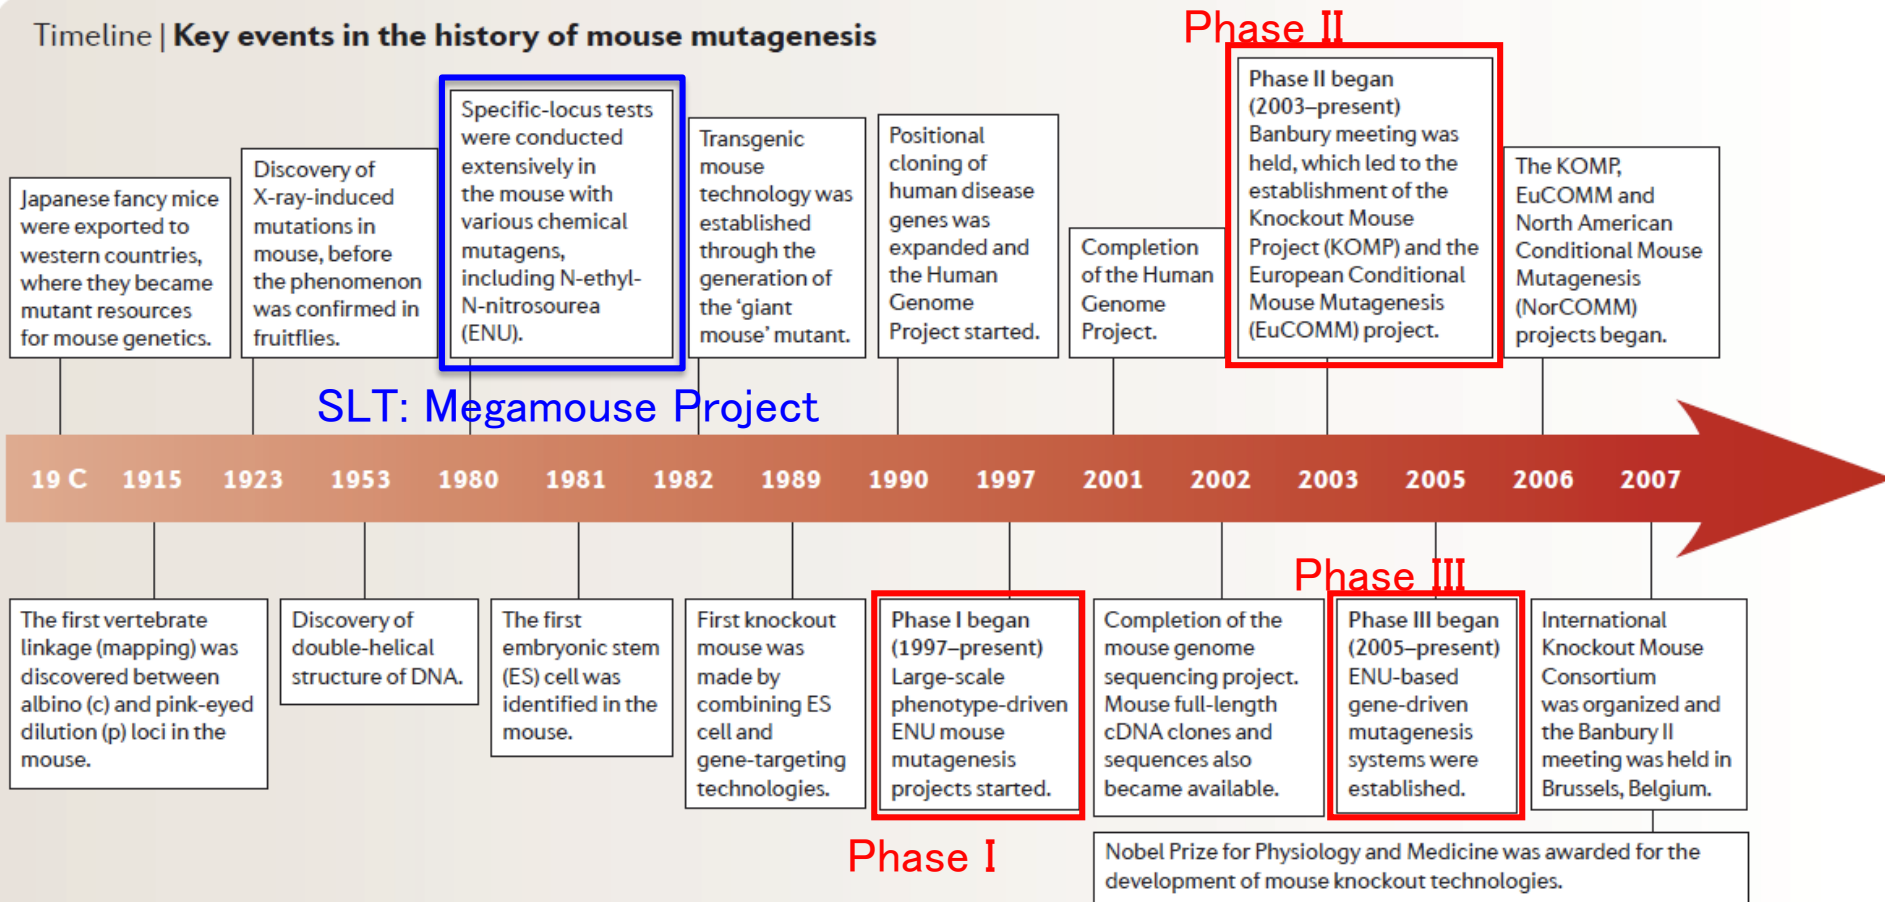 Timeline | Key events in the history of mouse mutagenesis
Phase II
Japanese fancy mice
were exported to
western countries,
where they became
mutant resources
for mouse genetics.
Discovery of
X-ray-induced
mutations in
mouse, before
the phenomenon
was confirmed in
fruitflies.
Specific-locus tests
were conducted
extensively in
the mouse with
various chemical
mutagens,
including N-ethyl-
N-nitrosourea
(ENU).
Transgenic
mouse
technology was
established
through the
generation of
the ‘giant
mouse’ mutant.
Positional
cloning of
human disease
genes was
expanded and
the Human
Genome
Project started.
Completion
of the Human
Genome
Project.
Phase II began
(2003–present)
Banbury meeting was
held, which led to the
establishment of the
Knockout Mouse
Project (KOMP) and the
European Conditional
Mouse Mutagenesis
(EuCOMM) project.
The KOMP,
EuCOMM and
North American
Conditional Mouse
Mutagenesis
(NorCOMM)
projects began.
SLT: Megamouse Project
19 C 1915 1923 1953 1980 1981 1982 1989 1990 1997 2001 2002 2003 2005 2006 2007
Phase III
The first vertebrate
linkage (mapping) was
discovered between
albino (c) and pink-eyed
dilution (p) loci in the
mouse.
Discovery of
double-helical
structure of DNA.
The first
embryonic stem
(ES) cell was
identified in the
mouse.
First knockout
mouse was
made by
combining ES
cell and
gene-targeting
technologies.
Phase I began
(1997–present)
Large-scale
phenotype-driven
ENU mouse
mutagenesis
projects started.
Completion of the
mouse genome
sequencing project.
Mouse full-length
cDNA clones and
sequences also
became available.
Phase III began
(2005–present)
ENU-based
gene-driven
mutagenesis
systems were
established.
International
Knockout Mouse
Consortium
was organized and
the Banbury II
meeting was held in
Brussels, Belgium.
Phase I
Nobel Prize for Physiology and Medicine was awarded for the
development of mouse knockout technologies.